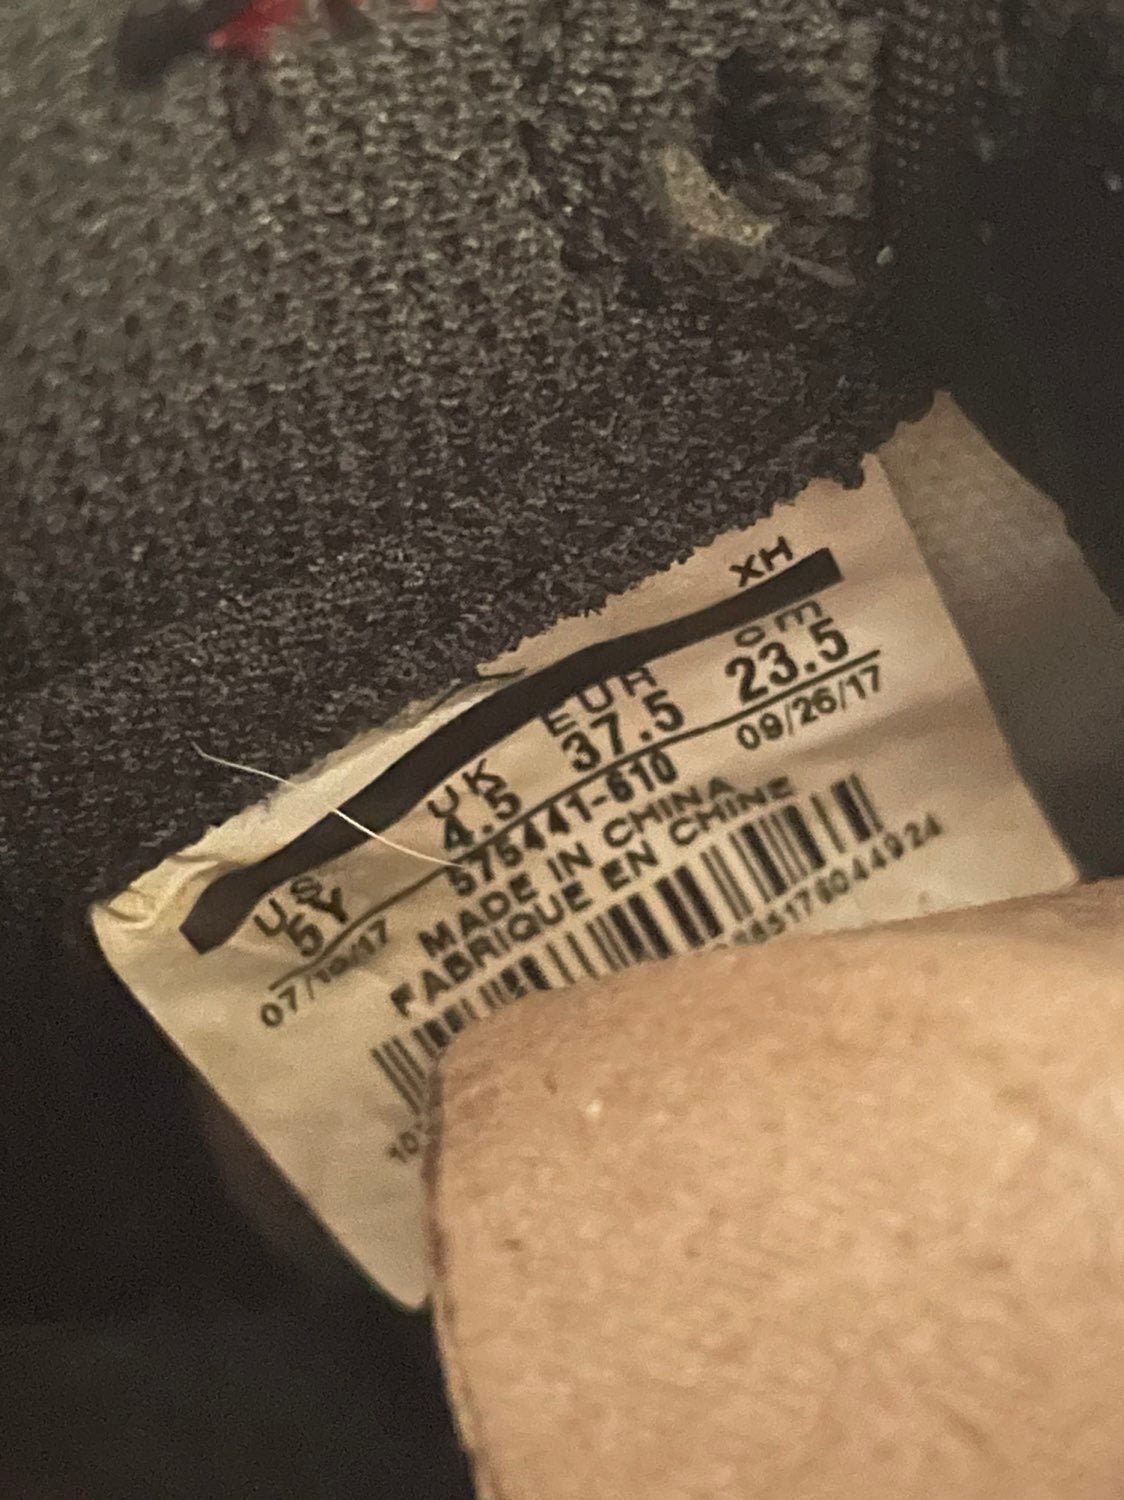 XH
US UK EUR cm
5Y 4.5 37.5 23.5
07/10/17 575441-610 09/26/17
MADE IN CHINA
FABRIQUE EN CHINE